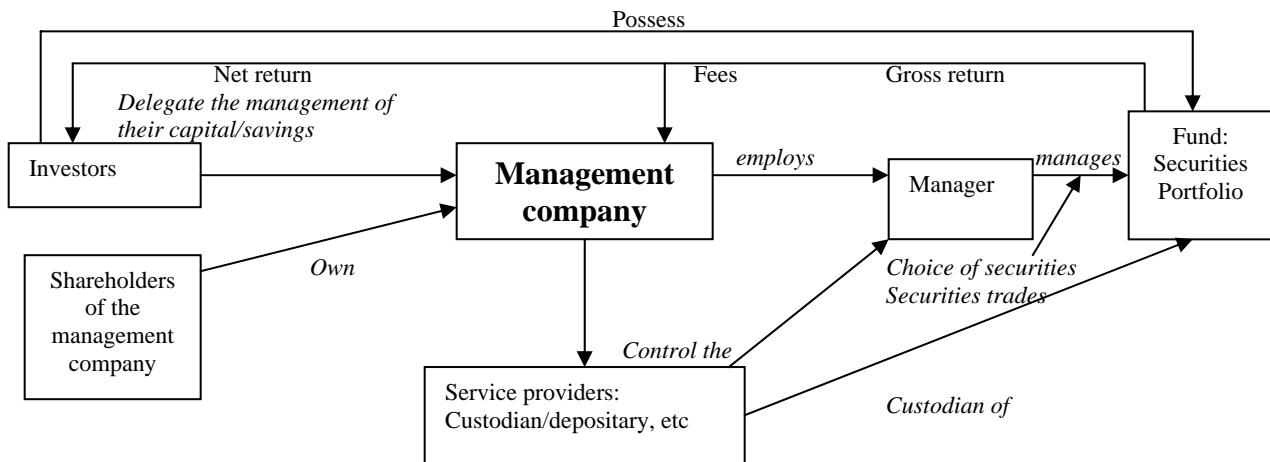 Possess
Net return
Fees
Gross return
Delegate the management of
their capital/savings
Investors
Management
company
employs
Manager
manages
Fund:
Securities
Portfolio
Own
Shareholders
of the
management
company
Choice of securities
Securities trades
Control the
Service providers:
Custodian/depositary, etc
Custodian of